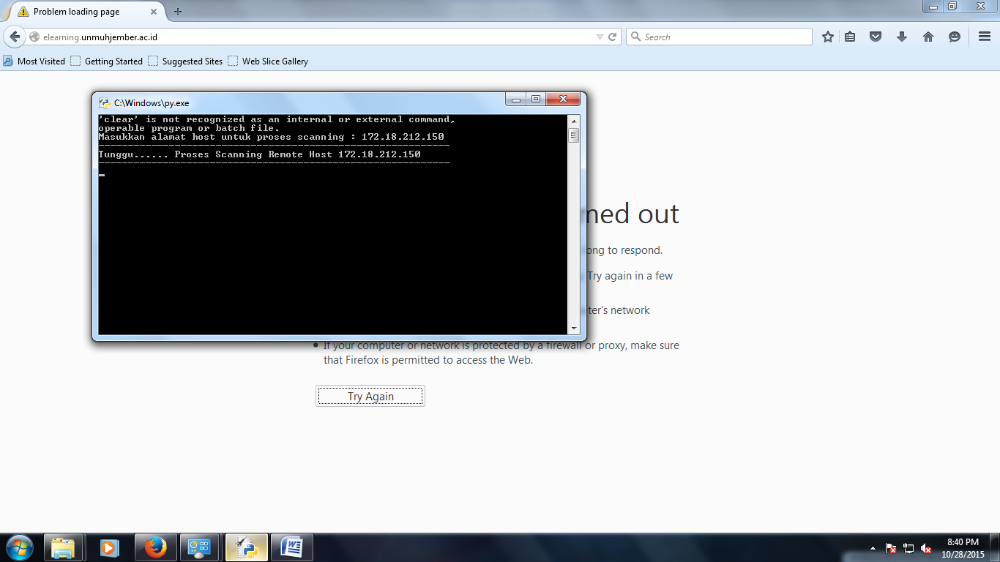 Problem loading page
elearning.unmuhjember.ac.id
Search
Most Visited
Getting Started
Suggested Sites
Web Slice Gallery
C:\Windows\py.exe
'clear' is not recognized as an internal or external command,
operable program or batch file.
Masukkan alamat host untuk proses scanning : 172.18.212.150
------------------------------------------------------------
Tunggu...... Proses Scanning Remote Host 172.18.212.150
------------------------------------------------------------
med out
ong to respond.
Try again in a few
ter's network
If your computer or network is protected by a firewall or proxy, make sure
that Firefox is permitted to access the Web.
Try Again
8:40 PM
10/28/2015